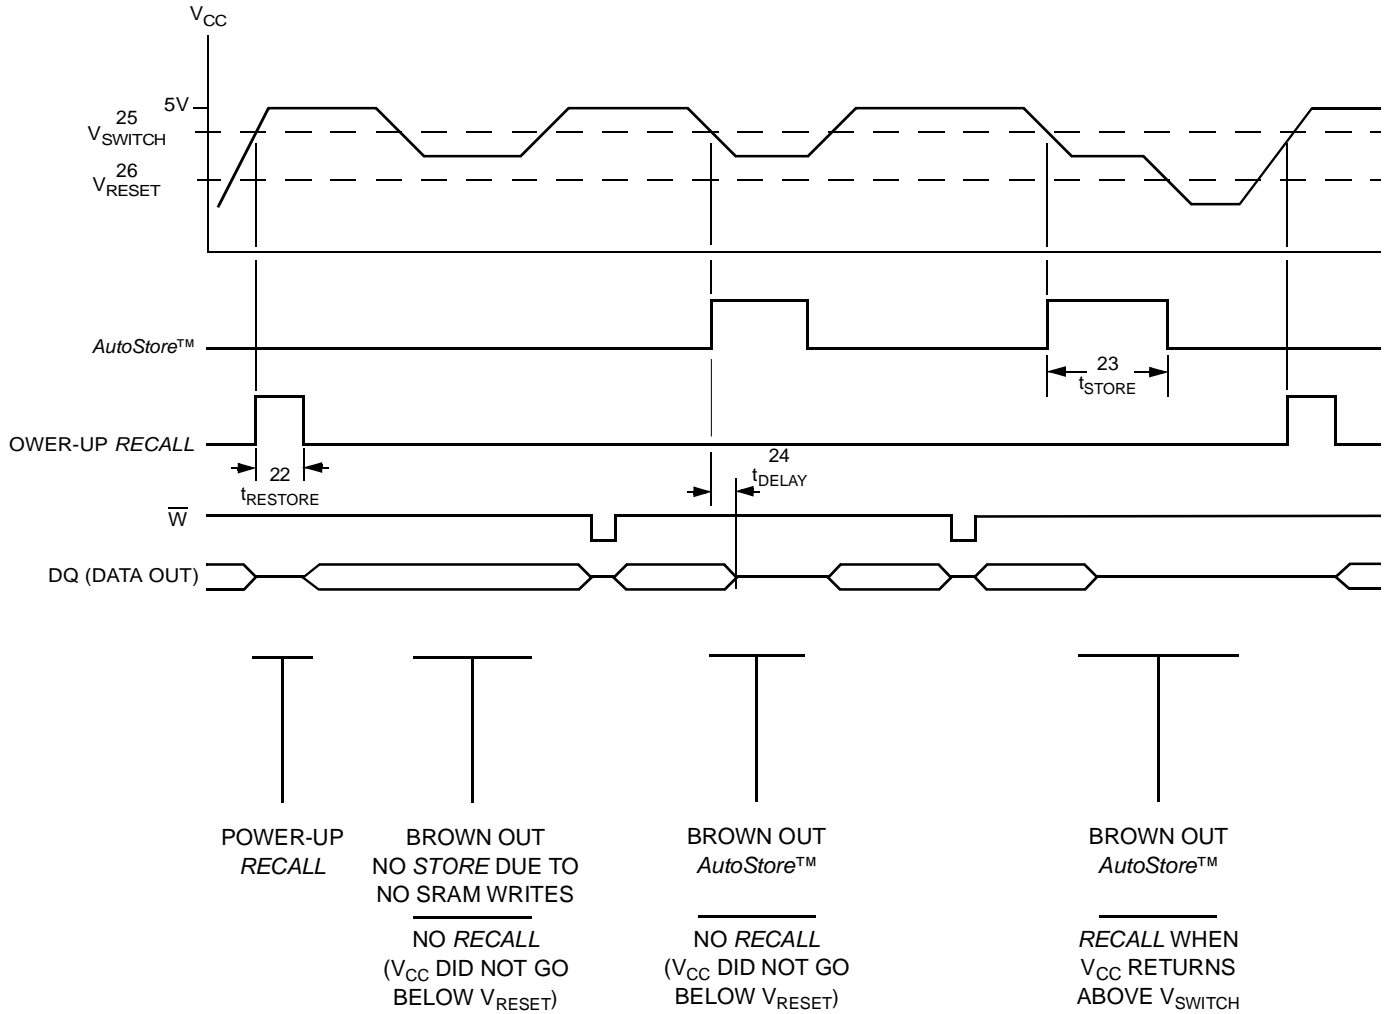 VCC
5V
25
VSWITCH
26
VRESET
AutoStore™
23
tSTORE
OWER-UP RECALL
22
tRESTORE
24
tDELAY
W̅
DQ (DATA OUT)
POWER-UP
RECALL
BROWN OUT
NO STORE DUE TO
NO SRAM WRITES
NO RECALL
(VCC DID NOT GO
BELOW VRESET)
BROWN OUT
AutoStore™
NO RECALL
(VCC DID NOT GO
BELOW VRESET)
BROWN OUT
AutoStore™
RECALL WHEN
VCC RETURNS
ABOVE VSWITCH